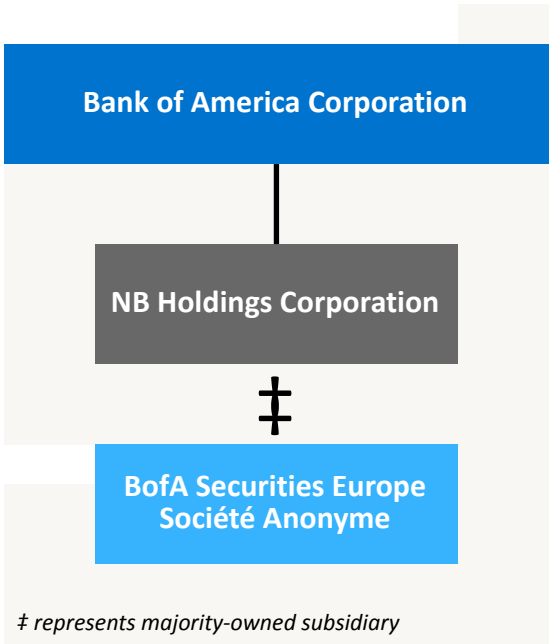 Bank of America Corporation
NB Holdings Corporation
‡
BofA Securities Europe
Société Anonyme
‡ represents majority-owned subsidiary